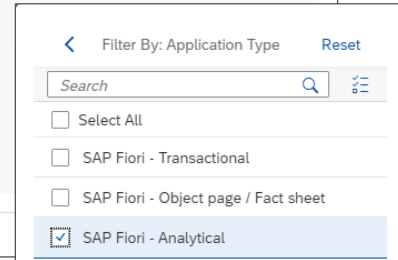 Filter By: Application Type Reset
Search
Select All
SAP Fiori - Transactional
SAP Fiori - Object page / Fact sheet
SAP Fiori - Analytical